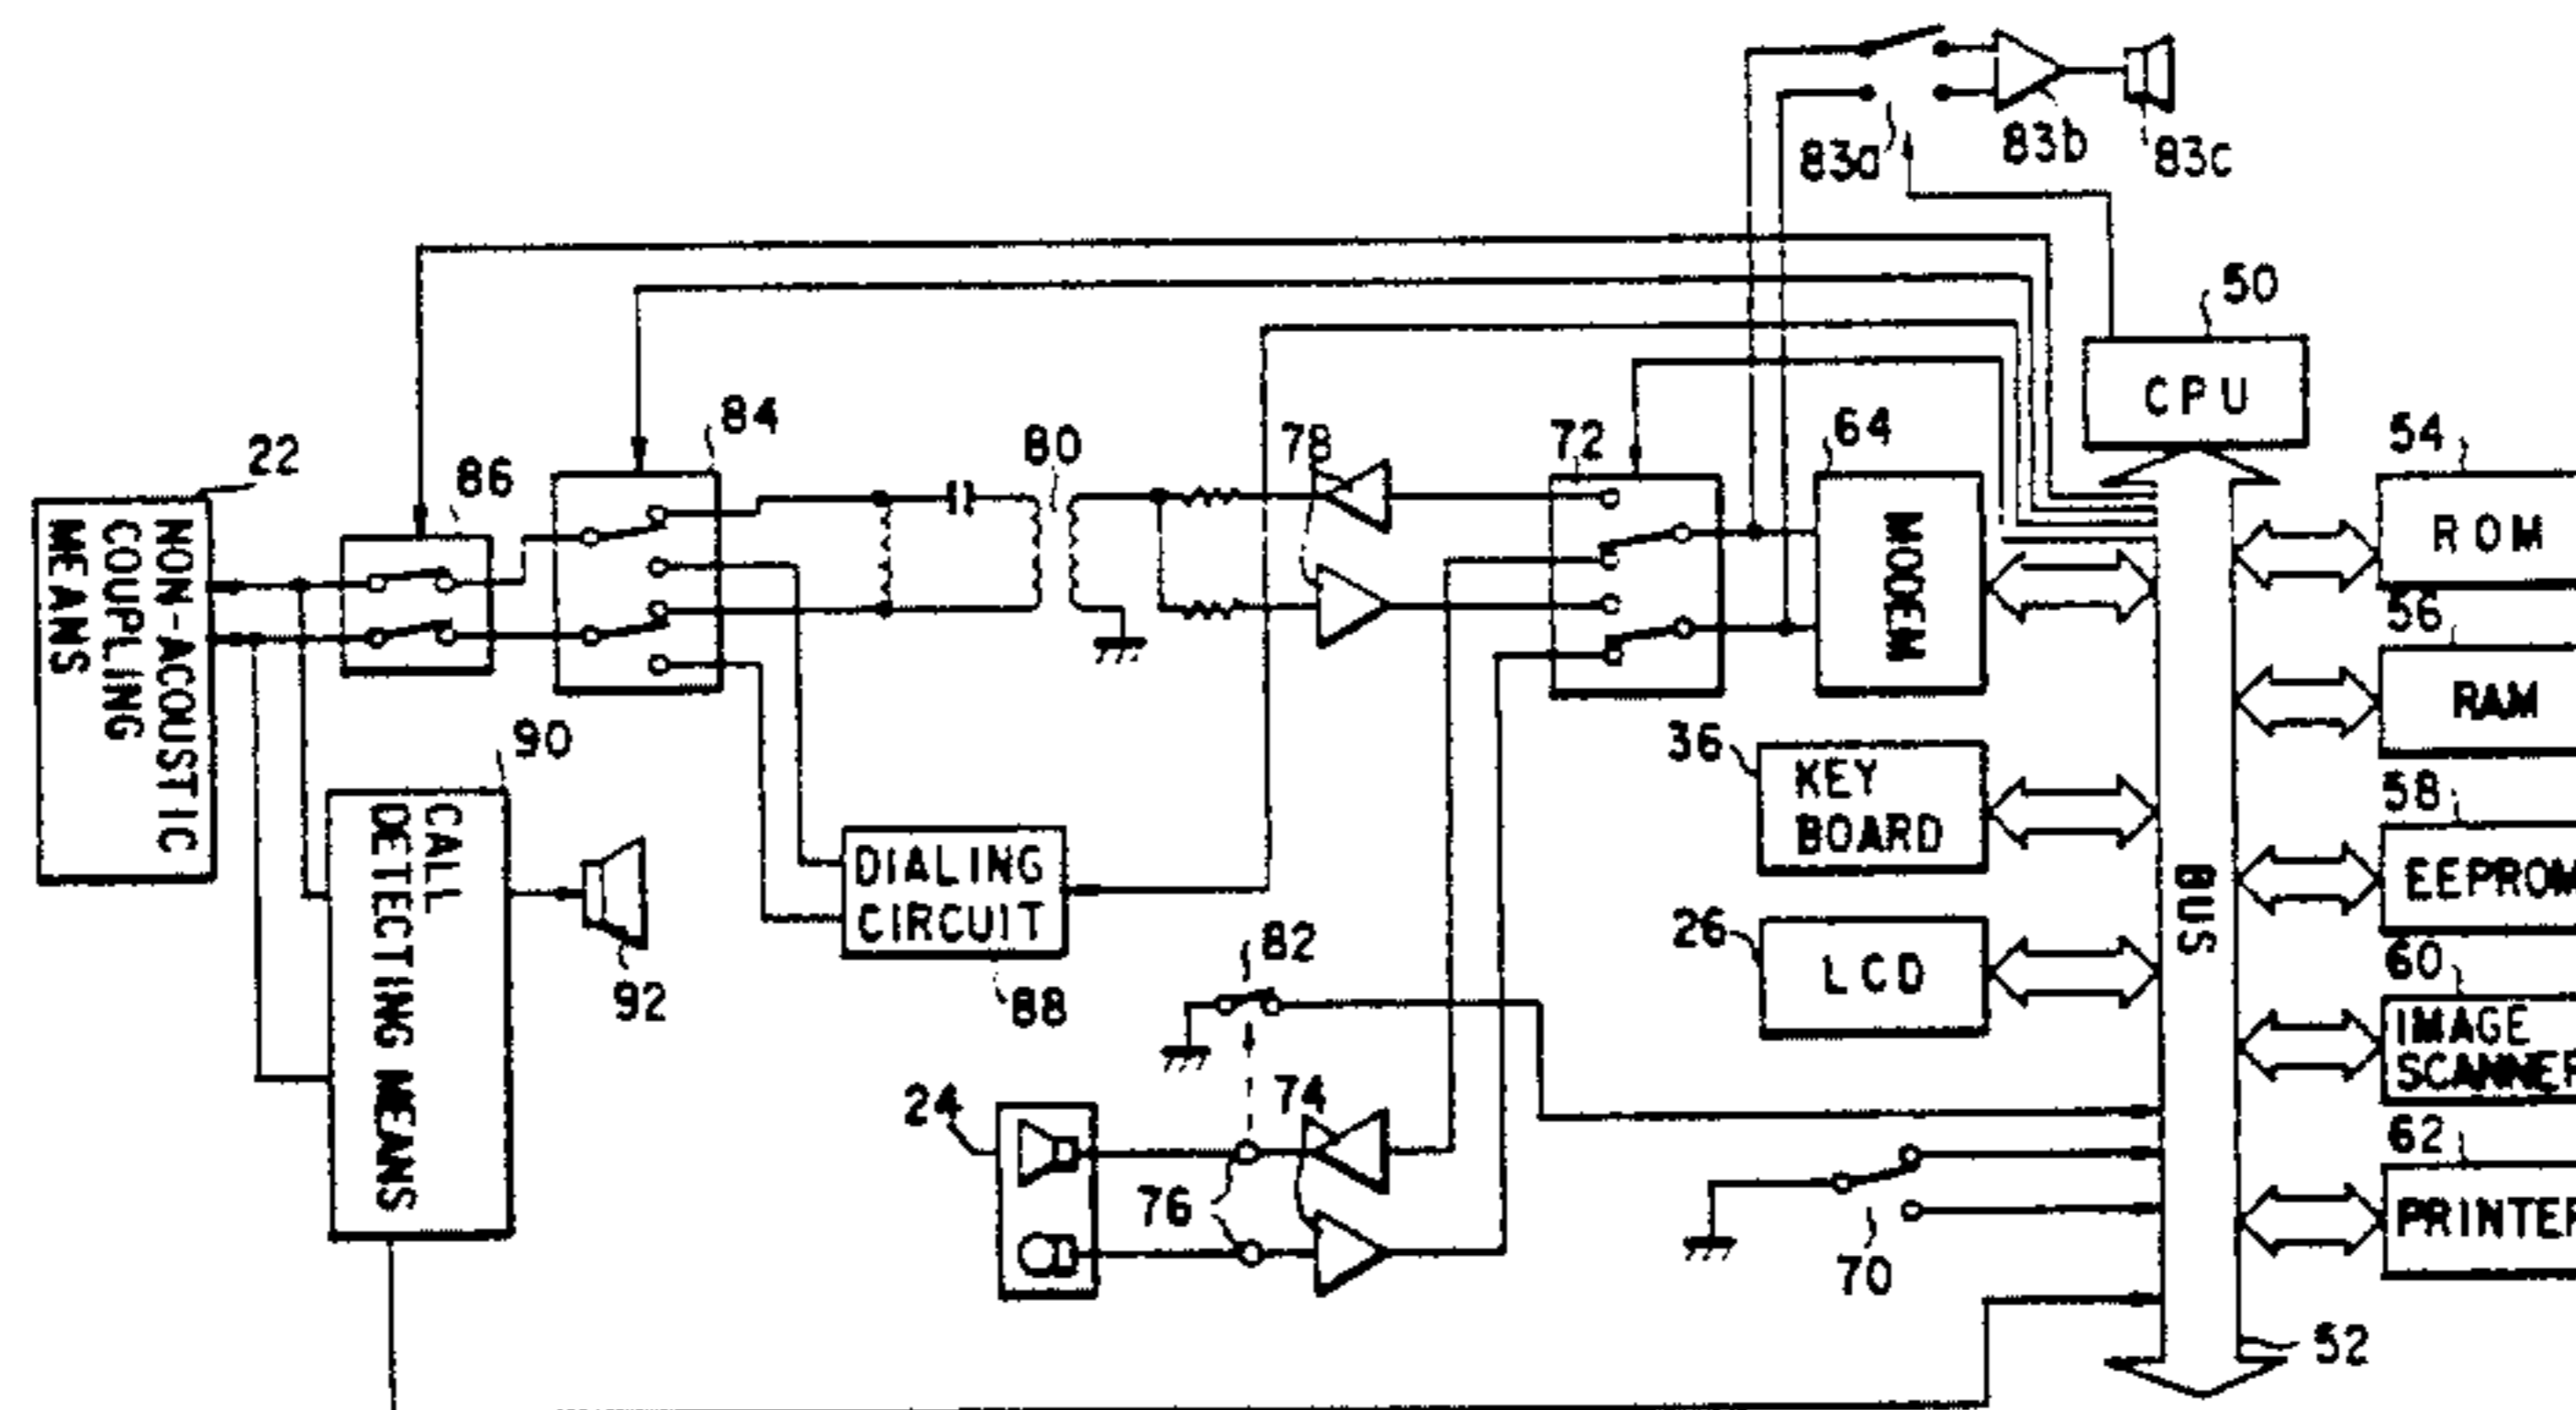 83a
83b
83c
50
CPU
22
NON-ACOUSTIC
COUPLING
MEANS
86
84
80
78
72
64
MODEM
54
ROM
56
RAM
36
KEY
BOARD
58
EEPROM
90
CALL
DETECTING MEANS
92
DIALING
CIRCUIT
88
82
26
LCD
BUS
60
IMAGE
SCANNER
24
74
76
70
62
PRINTER
52